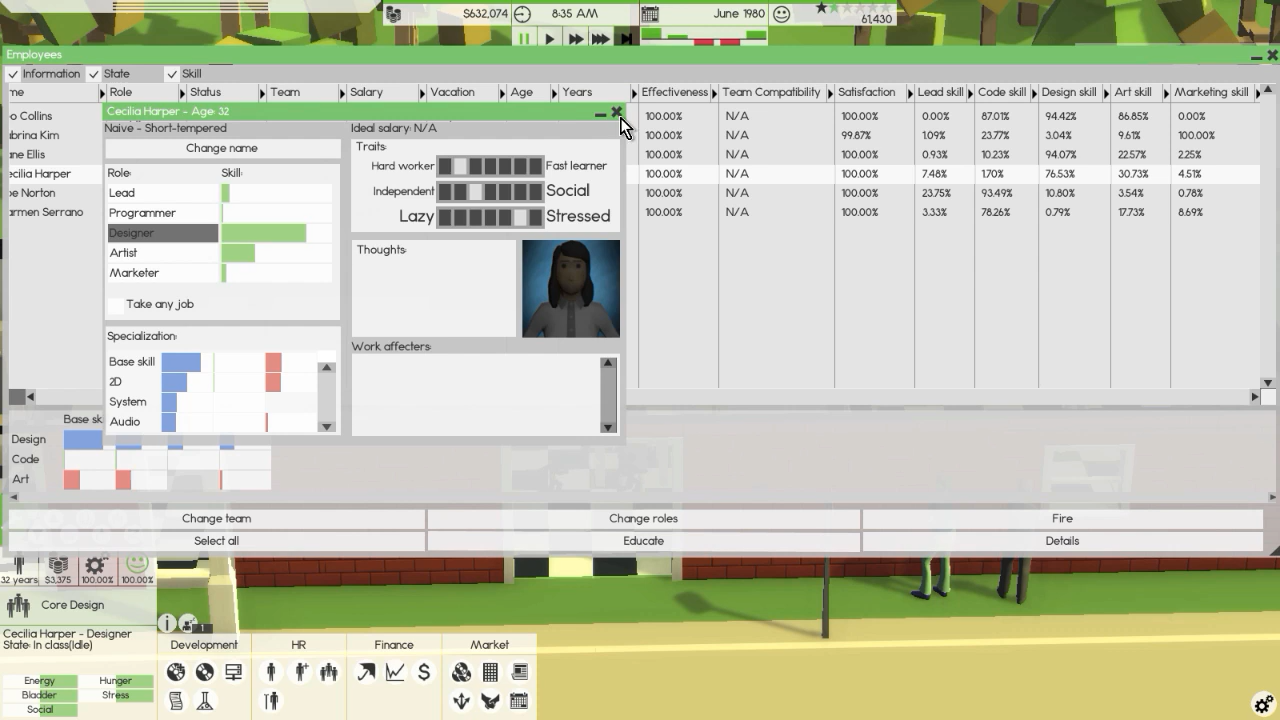 $632,074 8:35 AM June 1980 61,430
Employees
Information State Skill
me Role Status Team Salary Vacation Age Years Effectiveness Team Compatibility Satisfaction Lead skill Code skill Design skill Art skill Marketing skill
o Collins 100.00% N/A 100.00% 0.00% 87.01% 94.42% 86.85% 0.00%
brina Kim 100.00% N/A 99.87% 1.09% 23.77% 3.04% 9.61% 100.00%
ane Ellis 100.00% N/A 100.00% 0.93% 10.23% 94.07% 22.57% 2.25%
ecilia Harper 100.00% N/A 100.00% 7.48% 1.70% 76.53% 30.73% 4.51%
oe Norton 100.00% N/A 100.00% 23.75% 93.49% 10.80% 3.54% 0.78%
armen Serrano 100.00% N/A 100.00% 3.33% 78.26% 0.79% 17.73% 8.69%
Cecilia Harper - Age: 32
Naive - Short-tempered
Change name
Role: Skill:
Lead
Programmer
Designer
Artist
Marketer
Take any job
Specialization:
Base skill
2D
System
Audio
Ideal salary: N/A
Traits:
Hard worker Fast learner
Independent Social
Lazy Stressed
Thoughts:
Work affecters:
Base sk
Design
Code
Art
Change team Change roles Fire
Select all Educate Details
32 years $3,375 100.00% 100.00%
Core Design
Cecilia Harper - Designer
State: In class(Idle)
Energy Hunger
Bladder Stress
Social
1
Development HR Finance Market